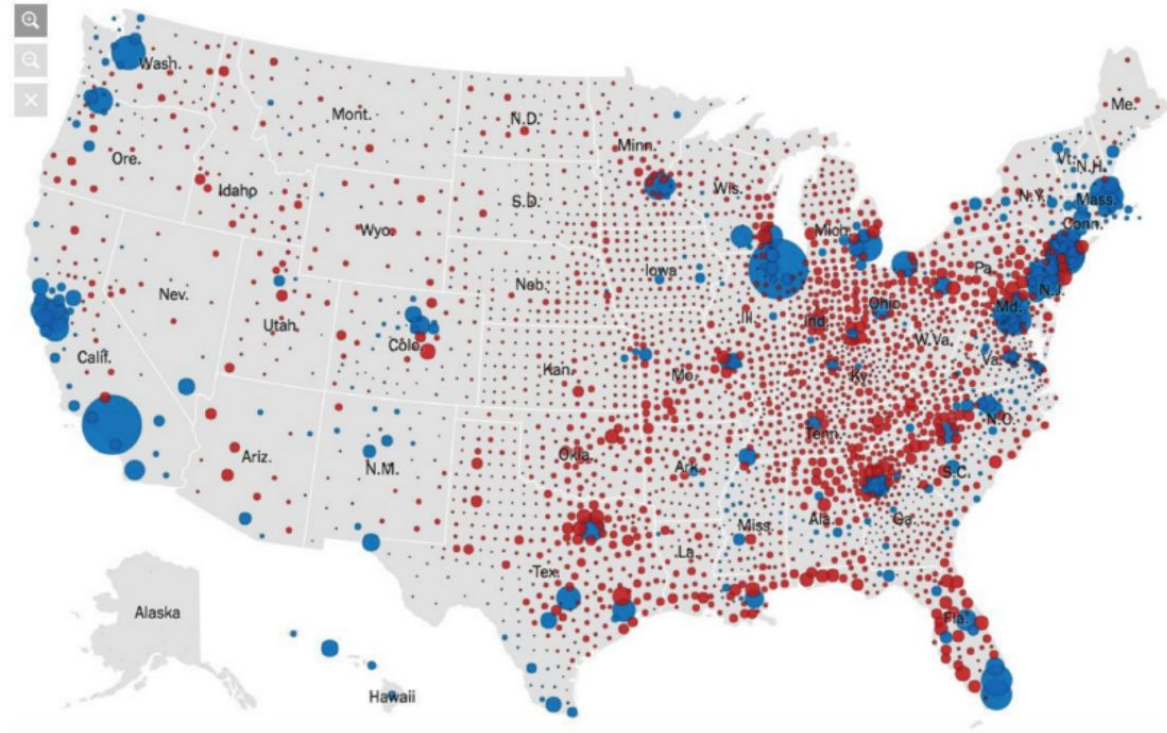 Wash.
Me.
Mont.
N.D.
Minn.
Ore.
Vt.
N.H.
Idaho
Wis.
N.Y.
S.D.
Mass.
Wyo.
Mich.
Conn.
Iowa
Pa.
Nev.
Neb.
N.J.
Ohio
Md.
Utah
Ill.
Ind.
W.Va.
Calif.
Colo.
Va.
Kan.
Mo.
Ky.
N.C.
Tenn.
Ariz.
N.M.
Okla.
Ark.
S.C.
Miss.
Ala.
Ga.
La.
Tex.
Alaska
Fla.
Hawaii